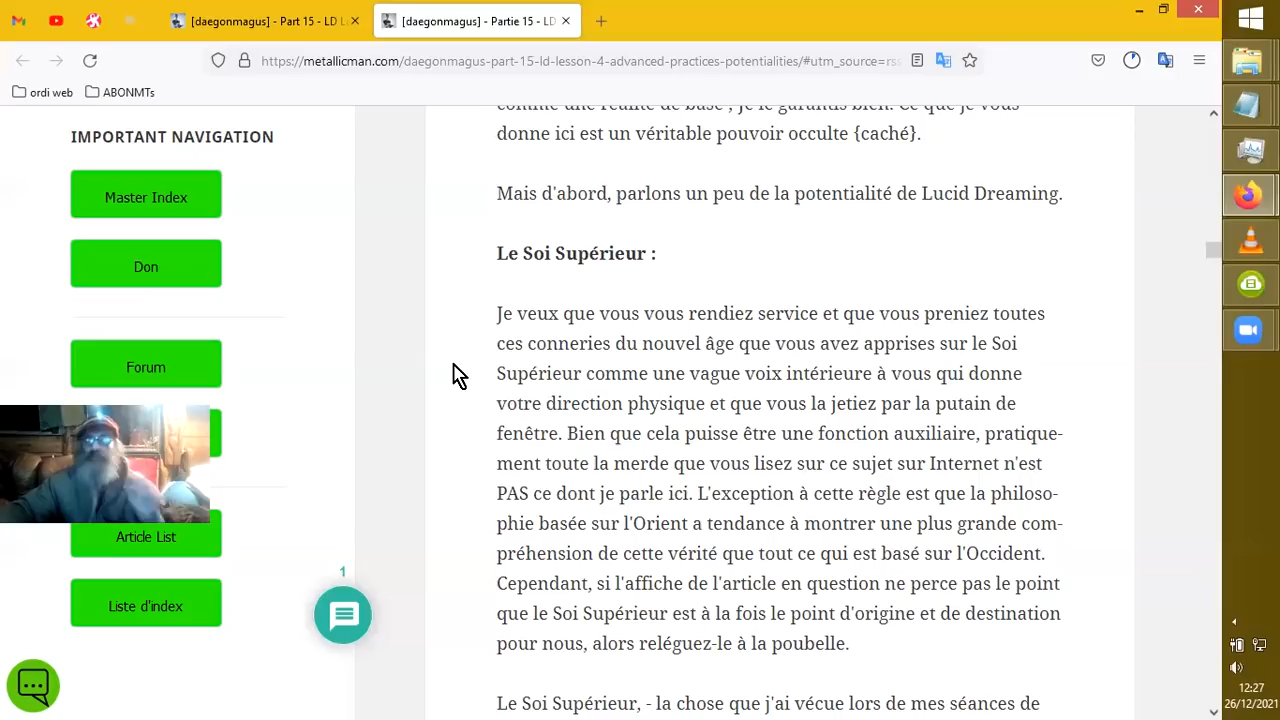 [daegonmagus] - Part 15 - LD L
[daegonmagus] - Partie 15 - LD
https://metallicman.com/daegonmagus-part-15-ld-lesson-4-advanced-practices-potentialities/#utm_source=rss
ordi web
ABONMTs
IMPORTANT NAVIGATION
Master Index
Don
Forum
Article List
Liste d'index
1
donne ici est un véritable pouvoir occulte {caché}.
Mais d'abord, parlons un peu de la potentialité de Lucid Dreaming.
Le Soi Supérieur :
Je veux que vous vous rendiez service et que vous preniez toutes
ces conneries du nouvel âge que vous avez apprises sur le Soi
Supérieur comme une vague voix intérieure à vous qui donne
votre direction physique et que vous la jetiez par la putain de
fenêtre. Bien que cela puisse être une fonction auxiliaire, pratique-
ment toute la merde que vous lisez sur ce sujet sur Internet n'est
PAS ce dont je parle ici. L'exception à cette règle est que la philoso-
phie basée sur l'Orient a tendance à montrer une plus grande com-
préhension de cette vérité que tout ce qui est basé sur l'Occident.
Cependant, si l'affiche de l'article en question ne perce pas le point
que le Soi Supérieur est à la fois le point d'origine et de destination
pour nous, alors reléguez-le à la poubelle.
Le Soi Supérieur, - la chose que j'ai vécue lors de mes séances de
12:27
26/12/2021